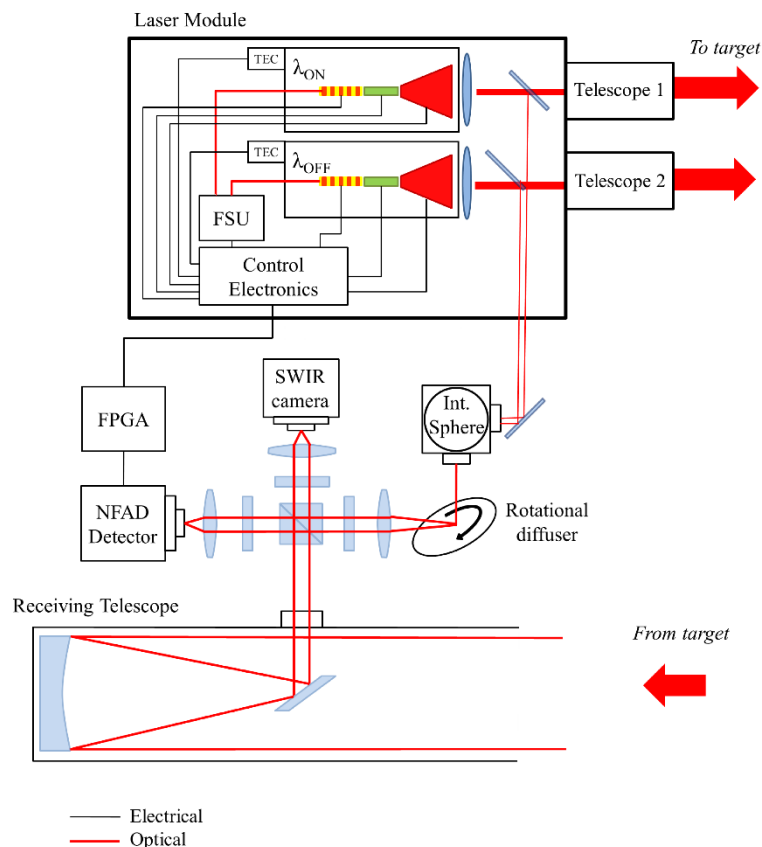 Laser Module
TEC
λON
To target
Telescope 1
TEC
λOFF
Telescope 2
FSU
Control
Electronics
SWIR
camera
Int.
Sphere
FPGA
NFAD
Detector
Rotational
diffuser
Receiving Telescope
From target
Electrical
Optical